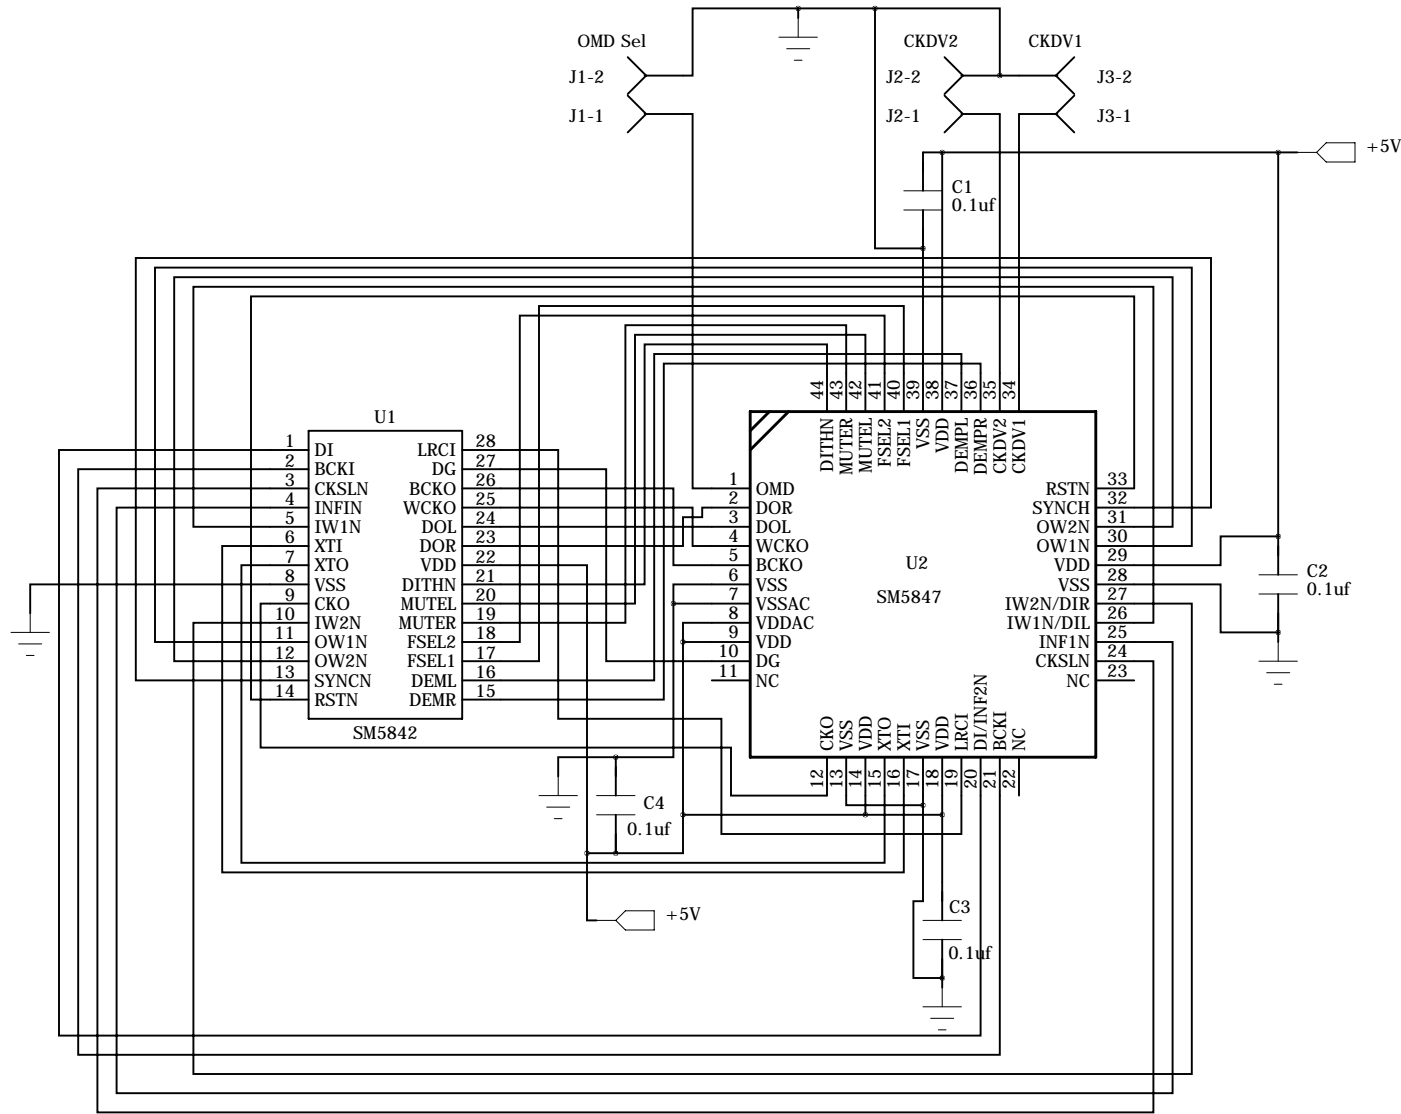 OMD Sel
CKDV2
CKDV1
J1-2
J2-2
J3-2
J1-1
J2-1
J3-1
+5V
C1
0.1uf
U1
SM5842
1 DI
2 BCKI
3 CKSLN
4 INFIN
5 IW1N
6 XTI
7 XTO
8 VSS
9 CKO
10 IW2N
11 OW1N
12 OW2N
13 SYNCN
14 RSTN
LRCI 28
DG 27
BCKO 26
WCKO 25
DOL 24
DOR 23
VDD 22
DITHN 21
MUTEL 20
MUTER 19
FSEL2 18
FSEL1 17
DEML 16
DEMR 15
U2
SM5847
44 DITHN
43 MUTER
42 MUTEL
41 FSEL2
40 FSEL1
39 VSS
38 VDD
37 DEMPL
36 DEMPR
35 CKDV2
34 CKDV1
1 OMD
2 DOR
3 DOL
4 WCKO
5 BCKO
6 VSS
7 VSSAC
8 VDDAC
9 VDD
10 DG
11 NC
RSTN 33
SYNCH 32
OW2N 31
OW1N 30
VDD 29
VSS 28
IW2N/DIR 27
IW1N/DIL 26
INF1N 25
CKSLN 24
NC 23
CKO 12
VSS 13
VDD 14
XTO 15
XTI 16
VSS 17
VDD 18
LRCI 19
DI/INF2N 20
BCKI 21
NC 22
C2
0.1uf
C4
0.1uf
+5V
C3
0.1uf